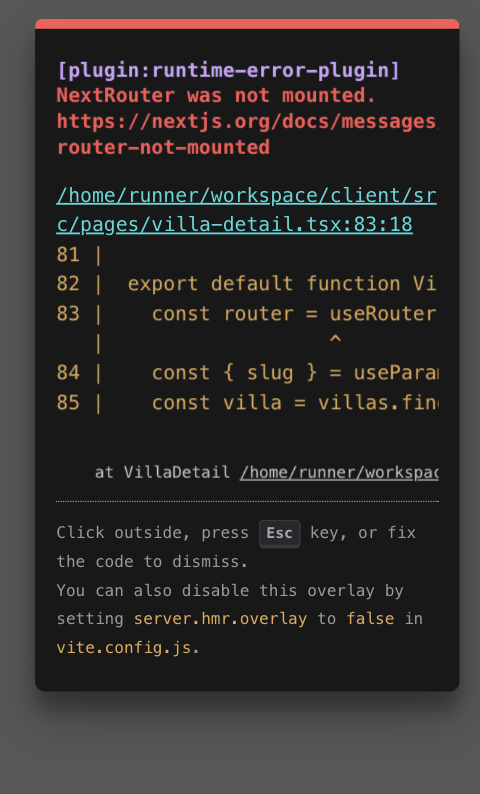 [plugin:runtime-error-plugin]
NextRouter was not mounted.
https://nextjs.org/docs/messages
router-not-mounted
/home/runner/workspace/client/sr
c/pages/villa-detail.tsx:83:18
81 |
82 |  export default function Vi
83 |    const router = useRouter
   |                   ^
84 |    const { slug } = useParam
85 |    const villa = villas.find
at VillaDetail /home/runner/workspac
Click outside, press Esc key, or fix
the code to dismiss.
You can also disable this overlay by
setting server.hmr.overlay to false in
vite.config.js.